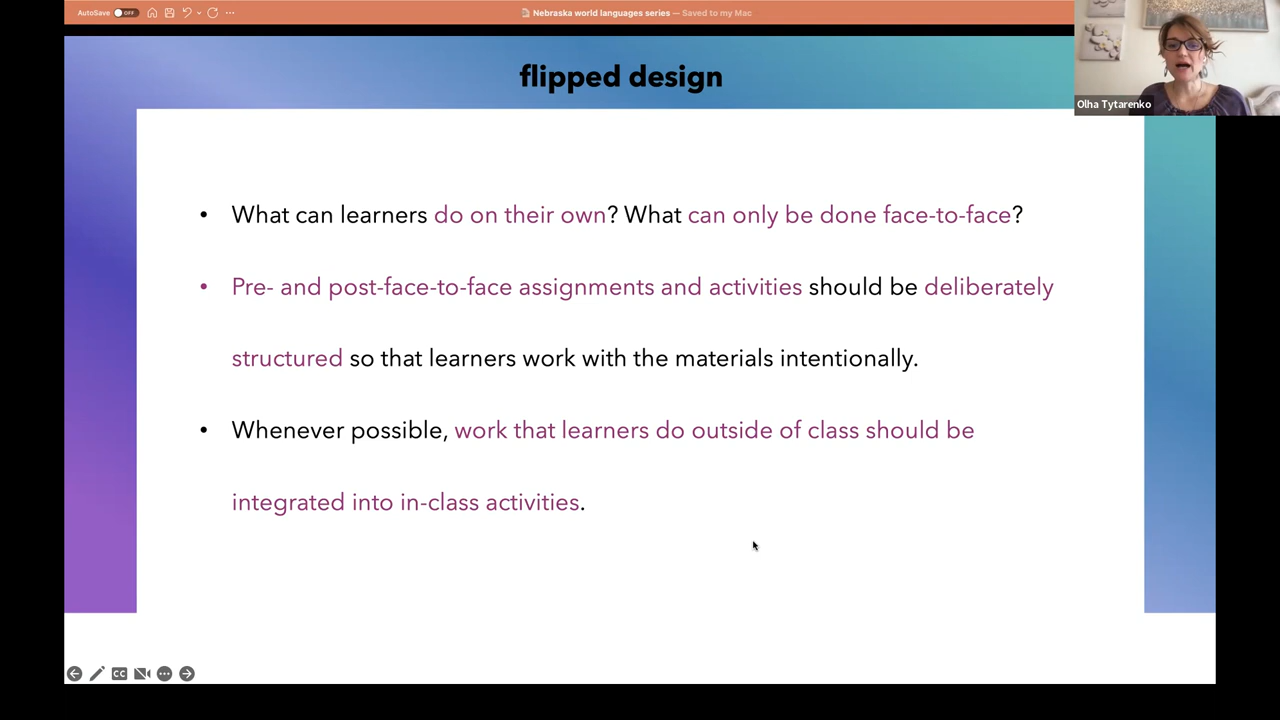 AutoSave OFF
Nebraska world languages series — Saved to my Mac
flipped design
Olha Tytarenko
• What can learners do on their own? What can only be done face-to-face?
• Pre- and post-face-to-face assignments and activities should be deliberately
structured so that learners work with the materials intentionally.
• Whenever possible, work that learners do outside of class should be
integrated into in-class activities.
CC